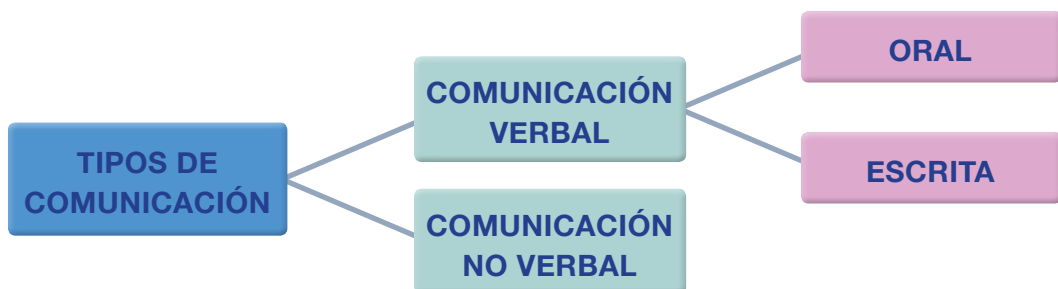 TIPOS DE
COMUNICACIÓN
COMUNICACIÓN
VERBAL
ORAL
ESCRITA
COMUNICACIÓN
NO VERBAL